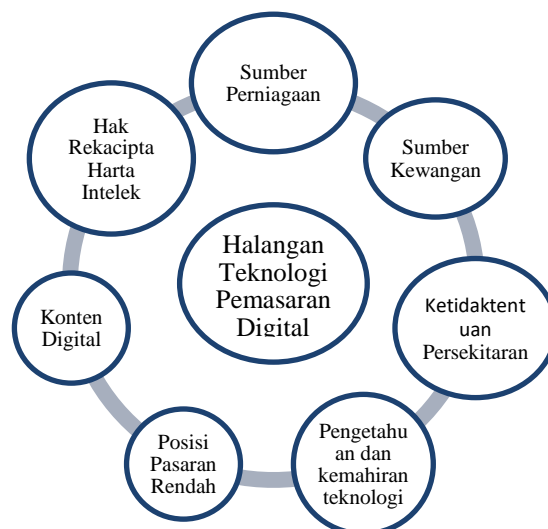 Sumber
Perniagaan
Hak
Rekacipta
Harta
Intelek
Sumber
Kewangan
Halangan
Teknologi
Pemasaran
Digital
Konten
Digital
Ketidaktent
uan
Persekitaran
Posisi
Pasaran
Rendah
Pengetahu
an dan
kemahiran
teknologi